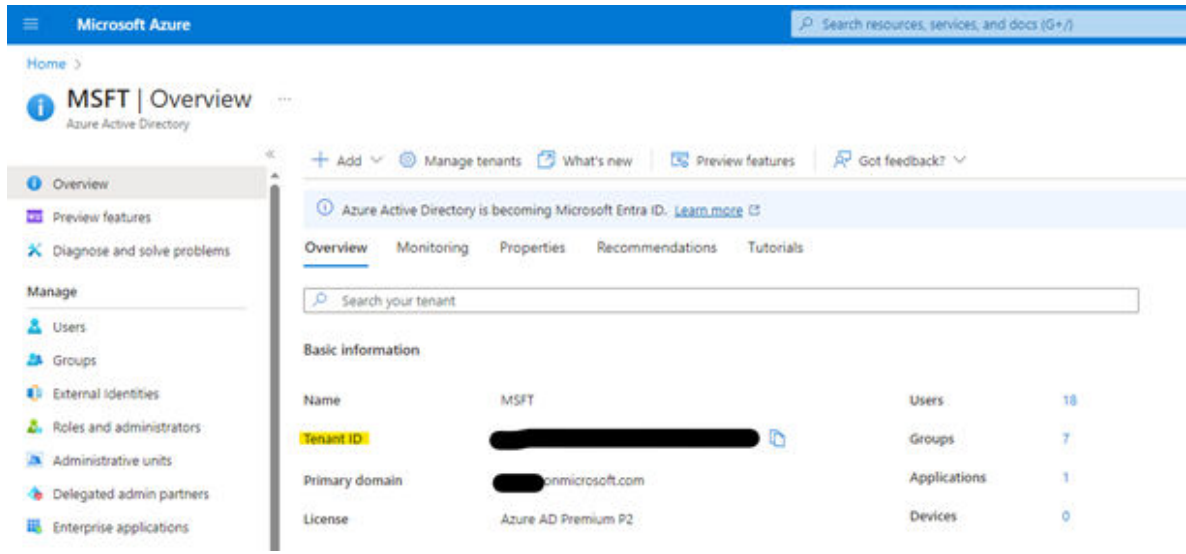 Microsoft Azure
Search resources, services, and docs (G+/)
Home >
MSFT | Overview ...
Azure Active Directory
«
Add
Manage tenants
What's new
Preview features
Got feedback?
Overview
Preview features
Diagnose and solve problems
Manage
Users
Groups
External Identities
Roles and administrators
Administrative units
Delegated admin partners
Enterprise applications
Azure Active Directory is becoming Microsoft Entra ID. Learn more
Overview Monitoring Properties Recommendations Tutorials
Search your tenant
Basic information
Name MSFT Users 18
Tenant ID Groups 7
Primary domain onmicrosoft.com Applications 1
License Azure AD Premium P2 Devices 0